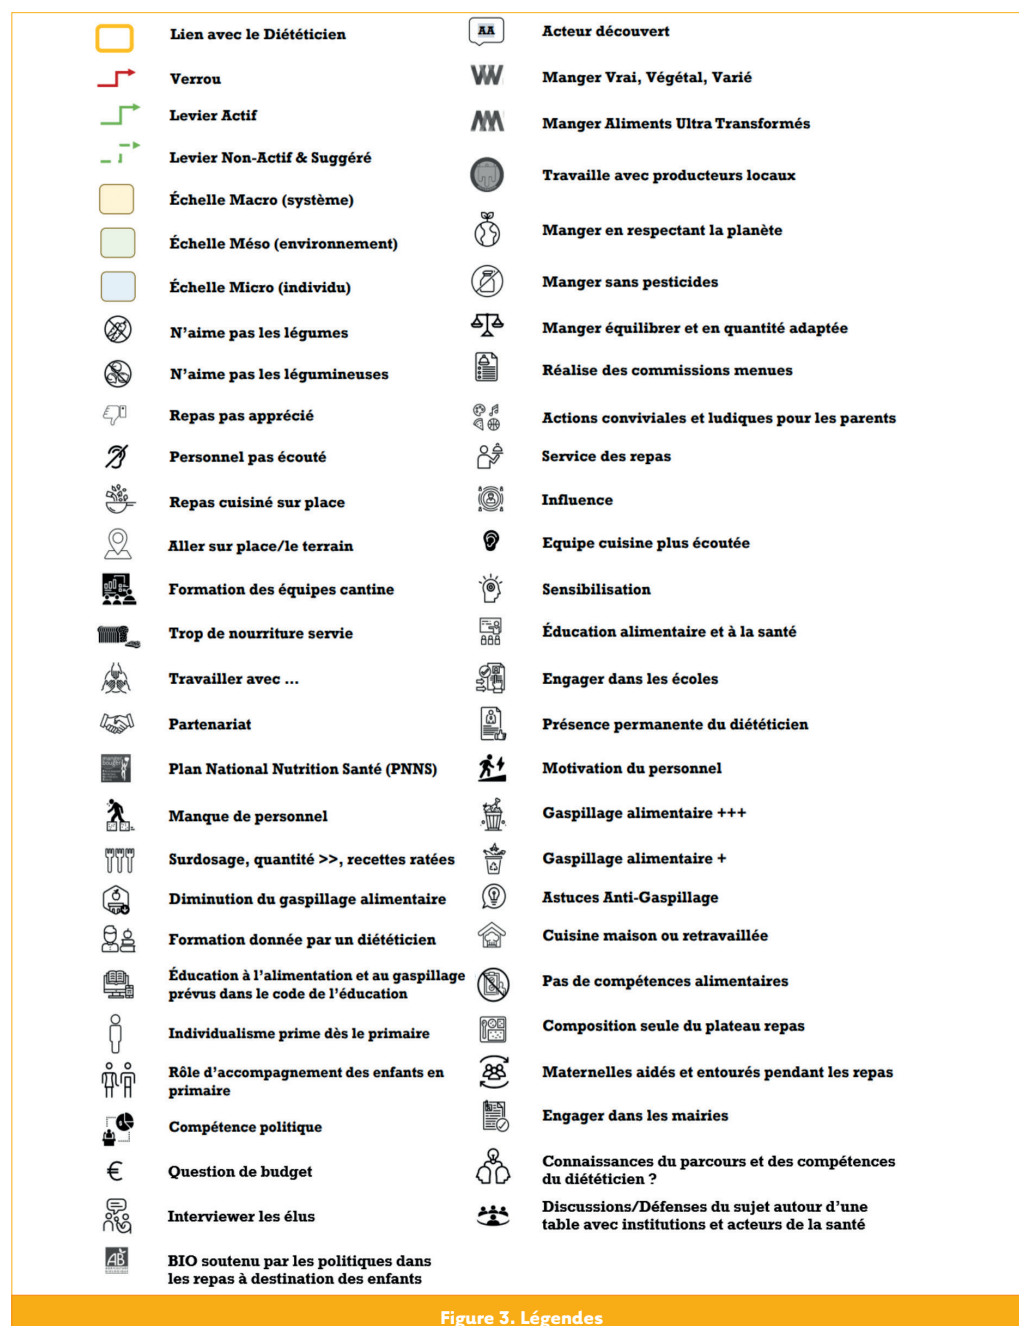 Lien avec le Diététicien
Verrou
Levier Actif
Levier Non-Actif & Suggéré
Échelle Macro (système)
Échelle Méso (environnement)
Échelle Micro (individu)
N'aime pas les légumes
N'aime pas les légumineuses
Repas pas apprécié
Personnel pas écouté
Repas cuisiné sur place
Aller sur place/le terrain
Formation des équipes cantine
Trop de nourriture servie
Travailler avec ...
Partenariat
Plan National Nutrition Santé (PNNS)
Manque de personnel
Surdosage, quantité >>, recettes ratées
Diminution du gaspillage alimentaire
Formation donnée par un diététicien
Éducation à l'alimentation et au gaspillage
prévus dans le code de l'éducation
Individualisme prime dès le primaire
Rôle d'accompagnement des enfants en
primaire
Compétence politique
€
Question de budget
Interviewer les élus
AB
BIO soutenu par les politiques dans
les repas à destination des enfants
AA
Acteur découvert
Manger Vrai, Végétal, Varié
Manger Aliments Ultra Transformés
Travaille avec producteurs locaux
Manger en respectant la planète
Manger sans pesticides
Manger équilibrer et en quantité adaptée
Réalise des commissions menues
Actions conviviales et ludiques pour les parents
Service des repas
Influence
Equipe cuisine plus écoutée
Sensibilisation
Éducation alimentaire et à la santé
Engager dans les écoles
Présence permanente du diététicien
Motivation du personnel
Gaspillage alimentaire +++
Gaspillage alimentaire +
Astuces Anti-Gaspillage
Cuisine maison ou retravaillée
Pas de compétences alimentaires
Composition seule du plateau repas
Maternelles aidés et entourés pendant les repas
Engager dans les mairies
Connaissances du parcours et des compétences
du diététicien ?
Discussions/Défenses du sujet autour d'une
table avec institutions et acteurs de la santé
Figure 3. Légendes